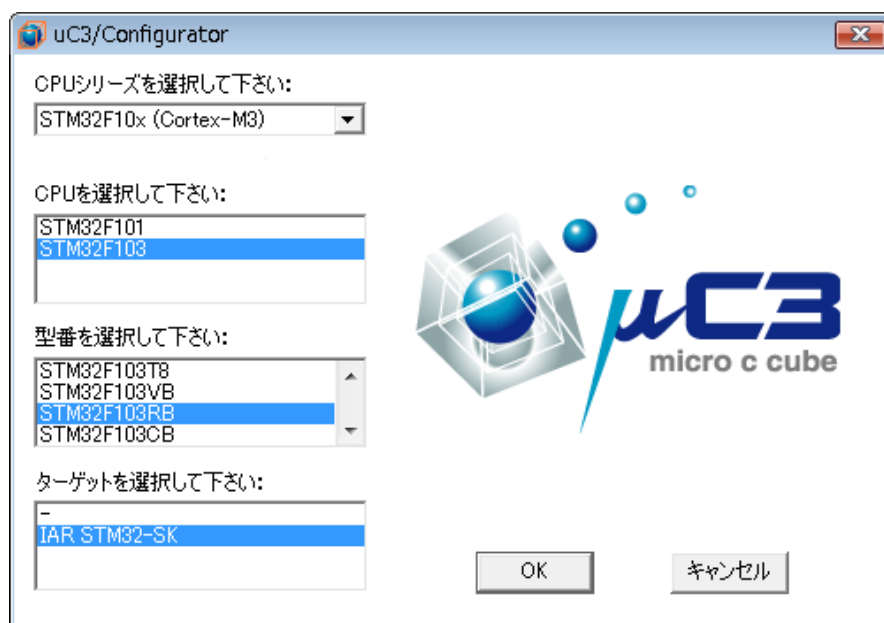 uC3/Configurator
CPUシリーズを選択して下さい:
STM32F10x (Cortex-M3)
CPUを選択して下さい:
STM32F101
STM32F103
型番を選択して下さい:
STM32F103T8
STM32F103VB
STM32F103RB
STM32F103CB
ターゲットを選択して下さい:
-
IAR STM32-SK
μC3
micro c cube
OK
キャンセル